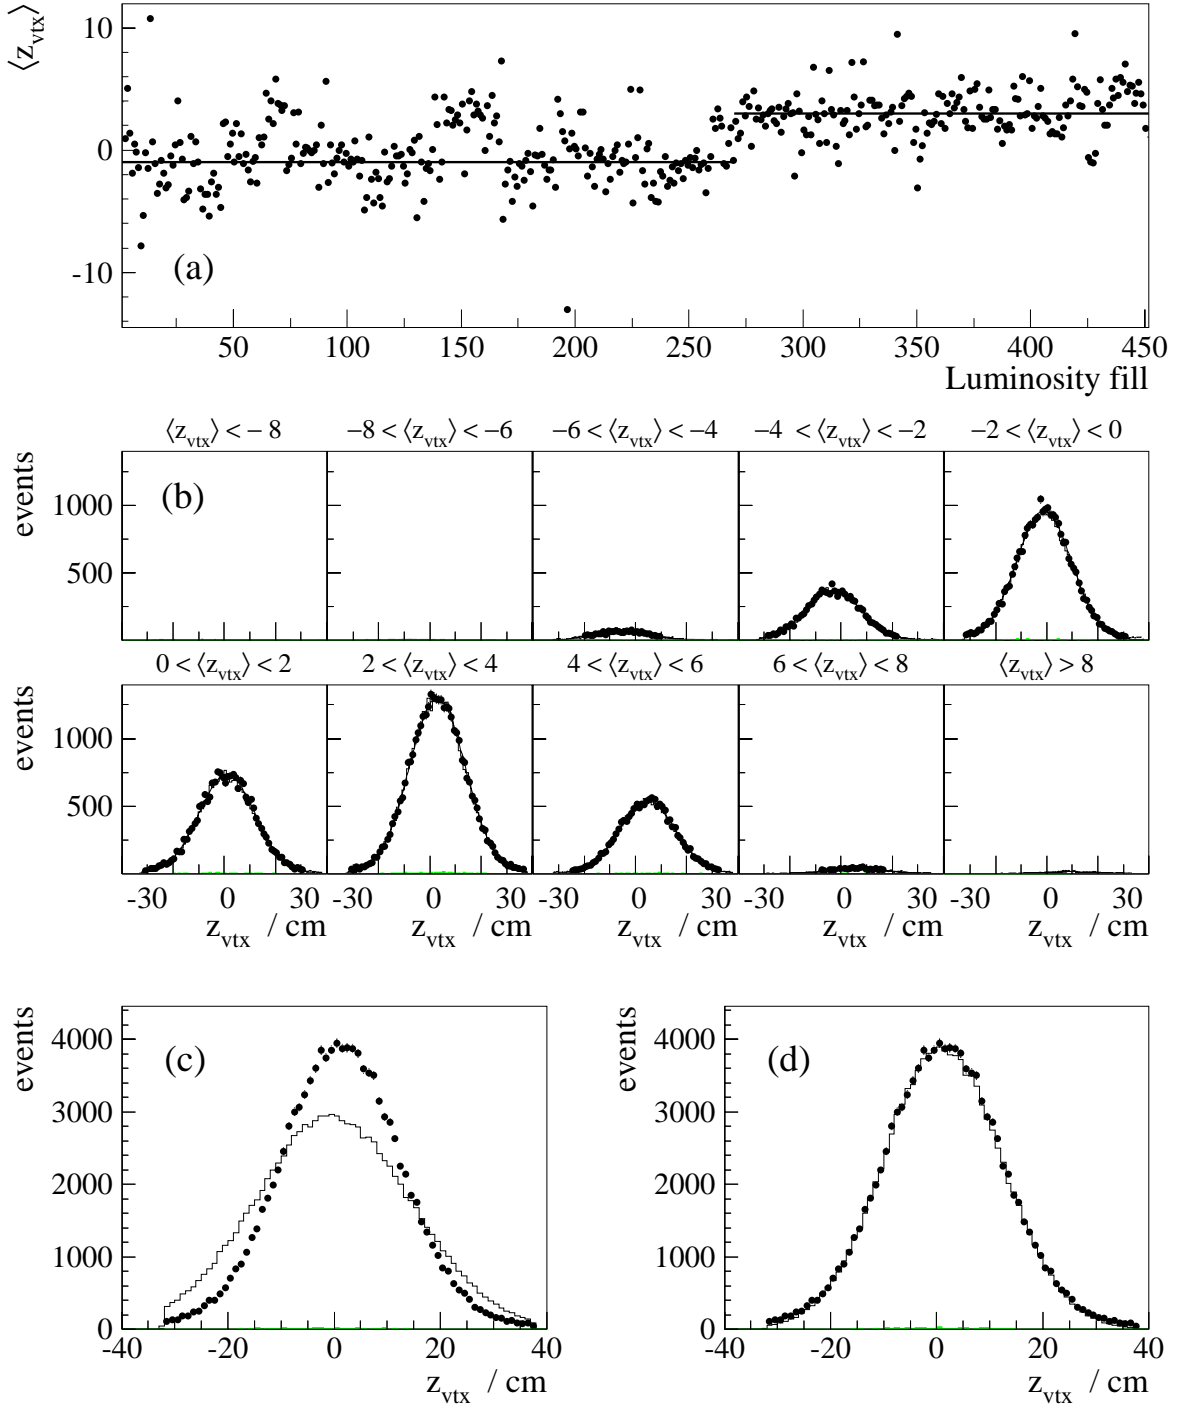 ⟨z_vtx⟩
10
0
-10
(a)
50 100 150 200 250 300 350 400 450
Luminosity fill
⟨z_vtx⟩ < − 8 −8 < ⟨z_vtx⟩ < −6 −6 < ⟨z_vtx⟩ < −4 −4 < ⟨z_vtx⟩ < −2 −2 < ⟨z_vtx⟩ < 0
events
(b)
1000
500
0 < ⟨z_vtx⟩ < 2 2 < ⟨z_vtx⟩ < 4 4 < ⟨z_vtx⟩ < 6 6 < ⟨z_vtx⟩ < 8 ⟨z_vtx⟩ > 8
events
1000
500
-30 0 30 -30 0 30 -30 0 30 -30 0 30 -30 0 30
z_vtx / cm z_vtx / cm z_vtx / cm z_vtx / cm z_vtx / cm
events
(c)
4000
3000
2000
1000
0
-40 -20 0 20 40
z_vtx / cm
events
(d)
4000
3000
2000
1000
0
-40 -20 0 20 40
z_vtx / cm